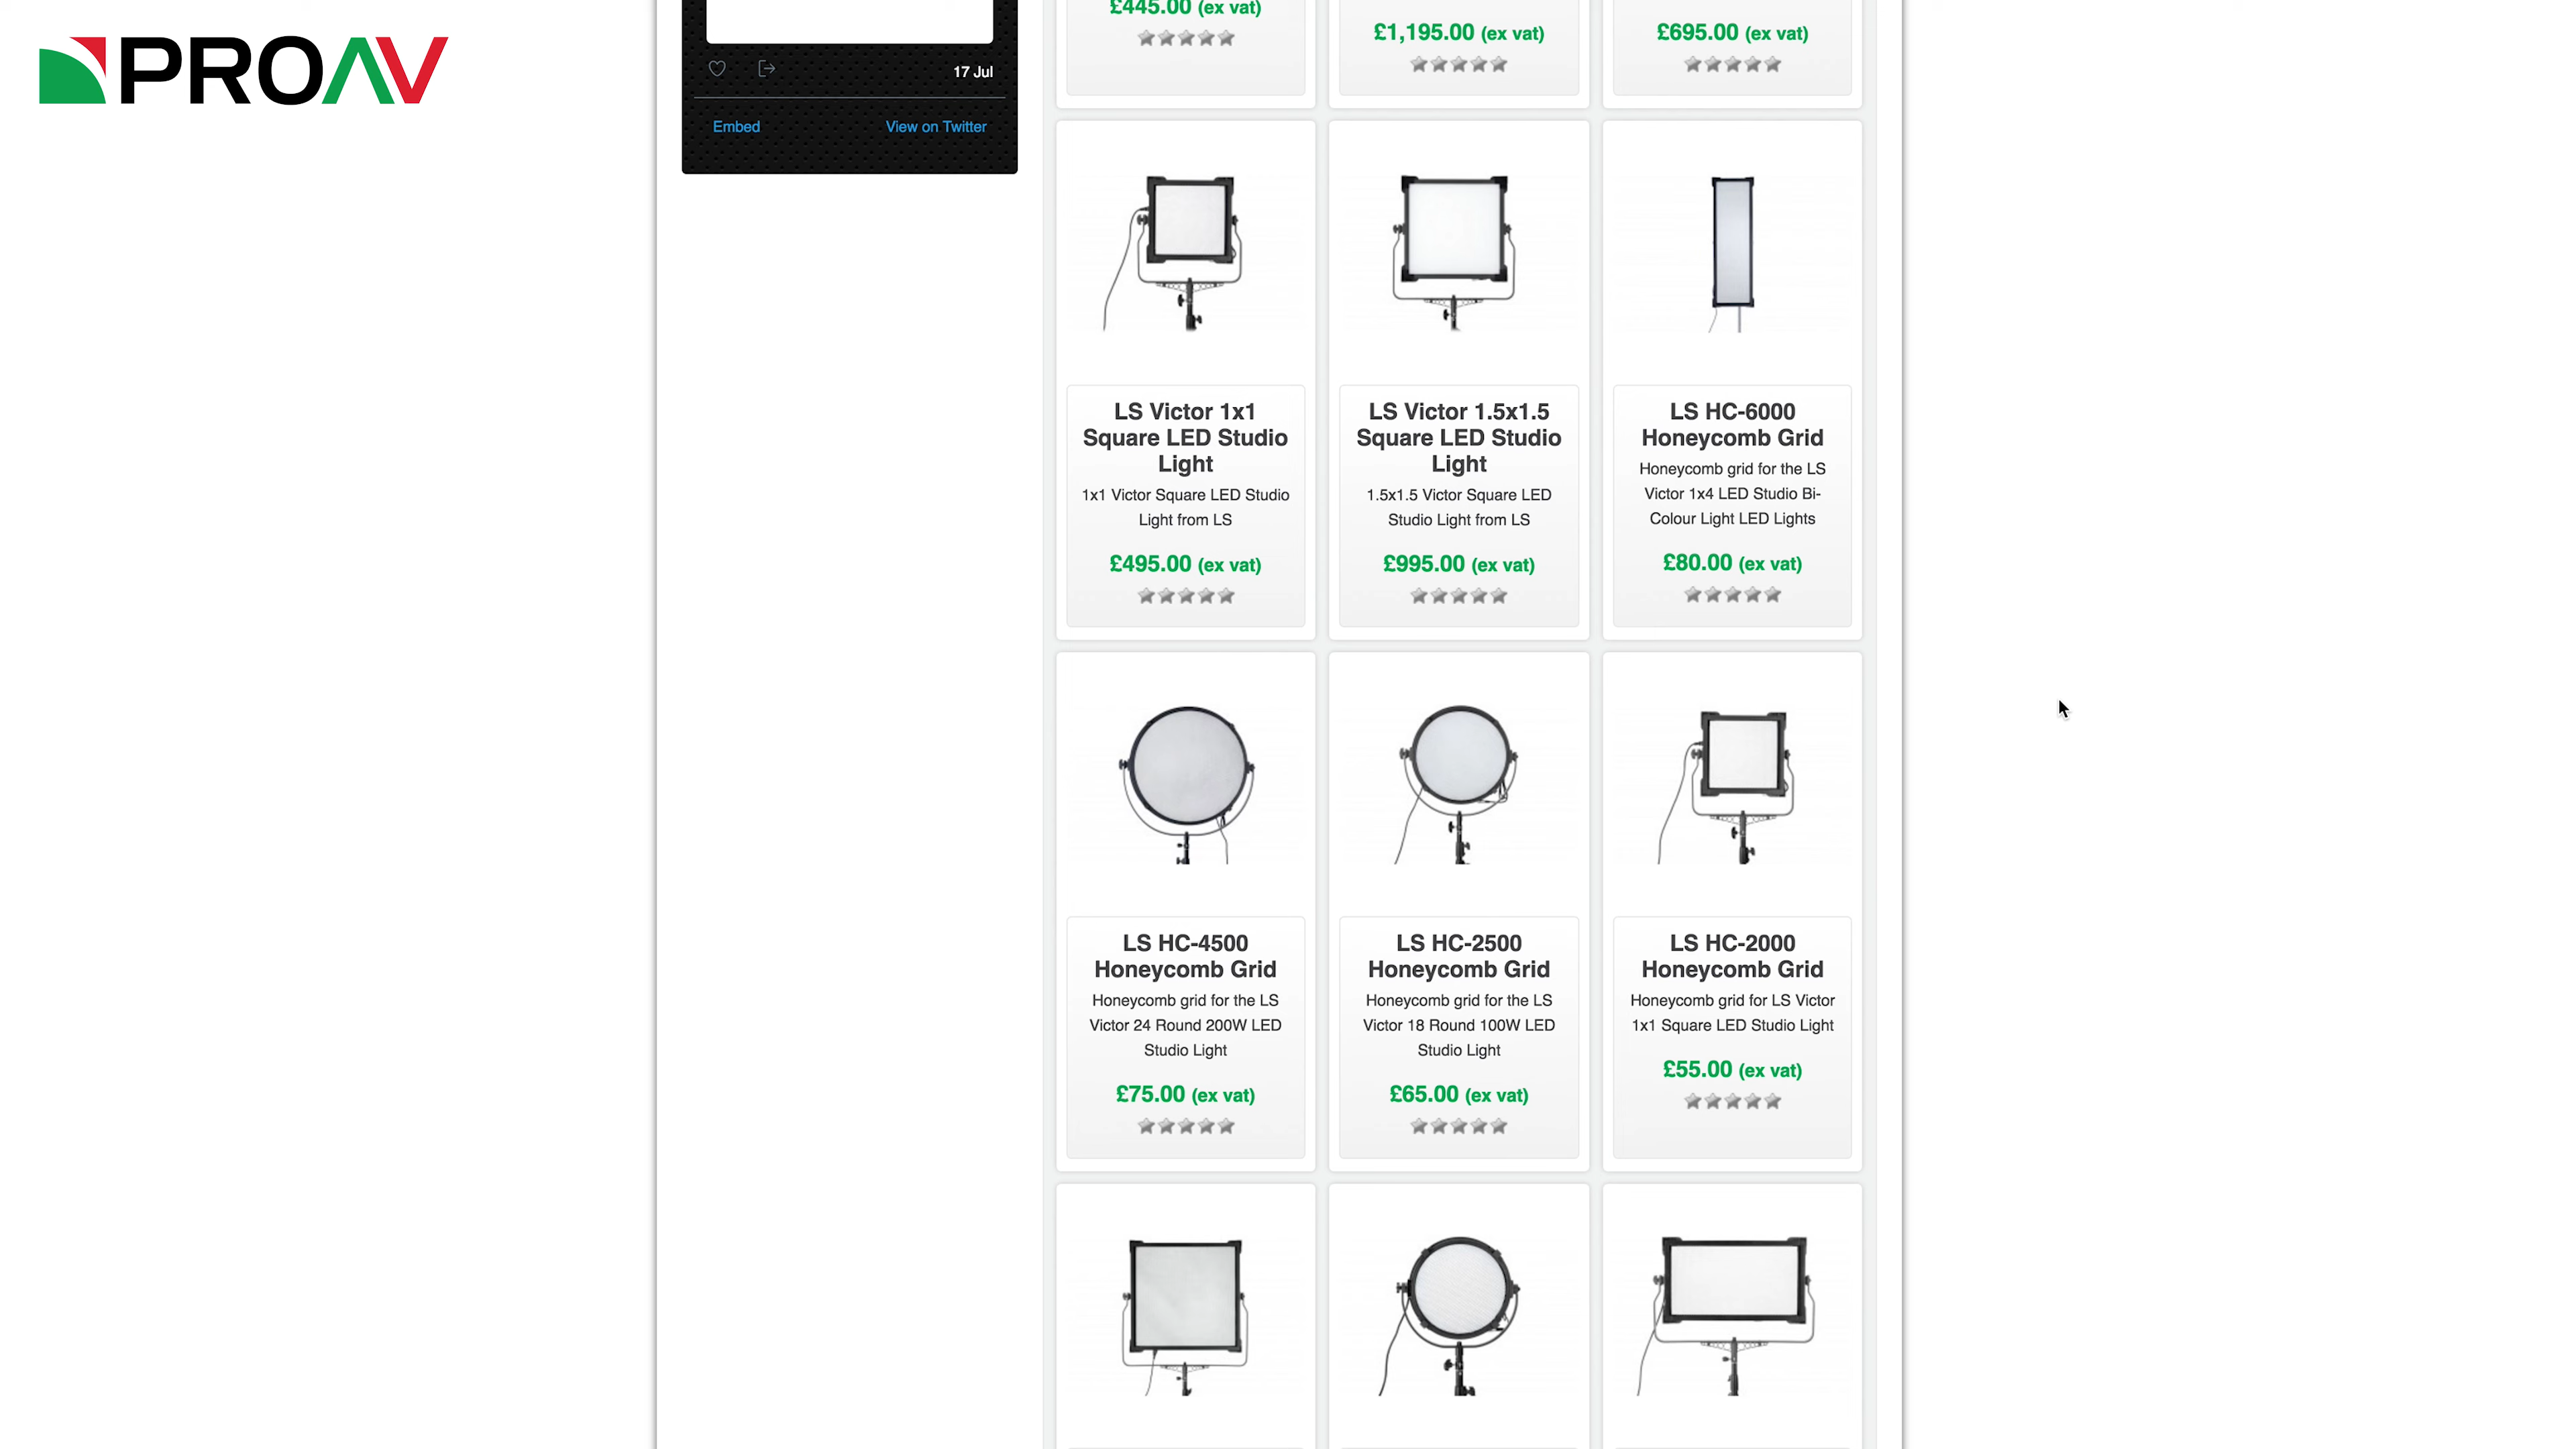 PROAV
£445.00 (ex vat)
£1,195.00 (ex vat)
£695.00 (ex vat)
17 Jul
Embed
View on Twitter
LS Victor 1x1
Square LED Studio
Light
1x1 Victor Square LED Studio
Light from LS
£495.00 (ex vat)
LS Victor 1.5x1.5
Square LED Studio
Light
1.5x1.5 Victor Square LED
Studio Light from LS
£995.00 (ex vat)
LS HC-6000
Honeycomb Grid
Honeycomb grid for the LS
Victor 1x4 LED Studio Bi-
Colour Light LED Lights
£80.00 (ex vat)
LS HC-4500
Honeycomb Grid
Honeycomb grid for the LS
Victor 24 Round 200W LED
Studio Light
£75.00 (ex vat)
LS HC-2500
Honeycomb Grid
Honeycomb grid for the LS
Victor 18 Round 100W LED
Studio Light
£65.00 (ex vat)
LS HC-2000
Honeycomb Grid
Honeycomb grid for LS Victor
1x1 Square LED Studio Light
£55.00 (ex vat)